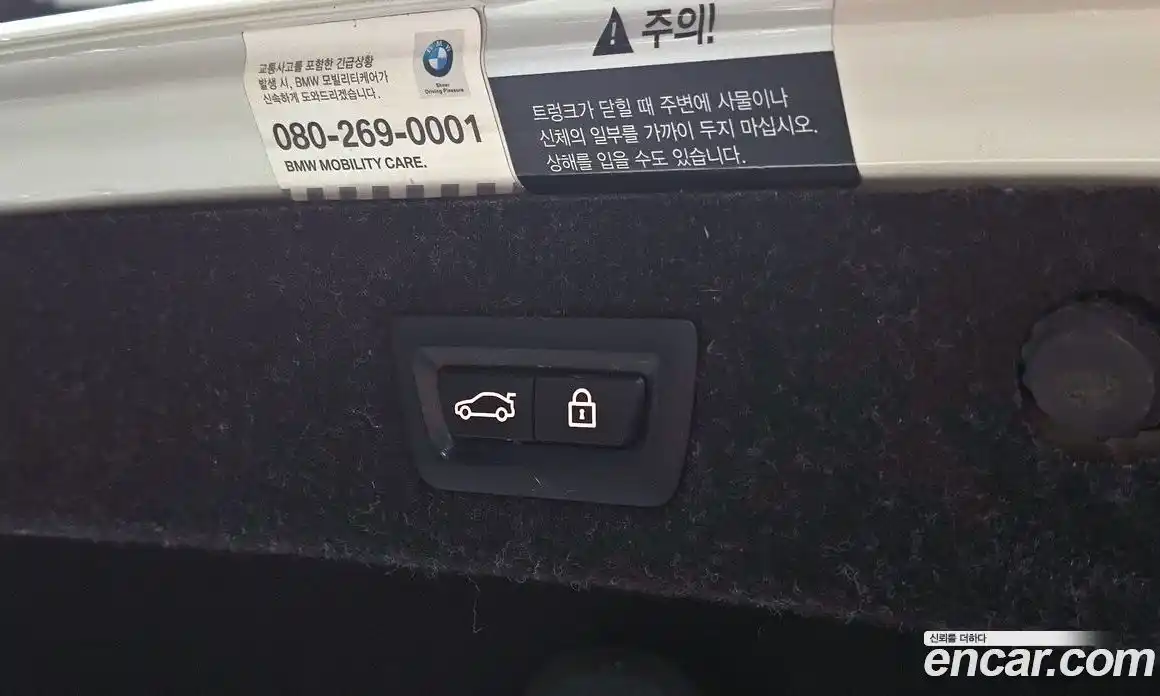 교통사고를 포함한 긴급상황
발생 시, BMW 모빌리티케어가
신속하게 도와드리겠습니다.
BMW
Sheer
Driving Pleasure
080-269-0001
BMW MOBILITY CARE.
주의!
트렁크가 닫힐 때 주변에 사물이나
신체의 일부를 가까이 두지 마십시오.
상해를 입을 수도 있습니다.
신뢰를 더하다
encar.com